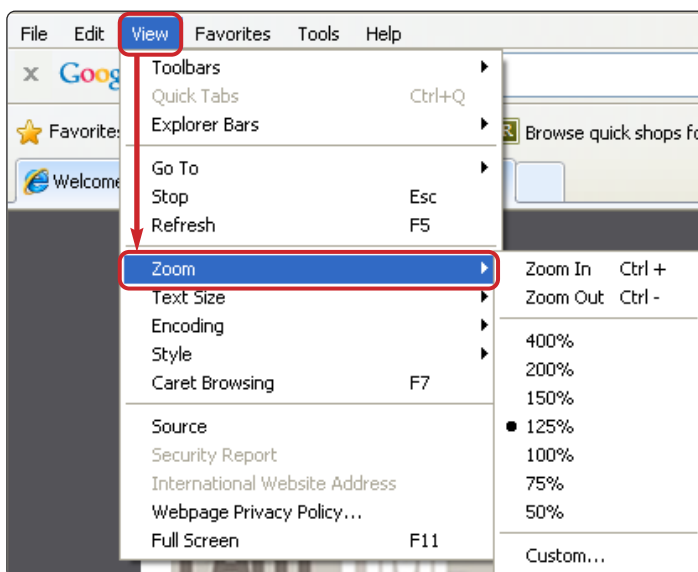 File Edit View Favorites Tools Help
x Goog
Toolbars
Quick Tabs Ctrl+Q
Favorites
Explorer Bars
Browse quick shops fo
Go To
Welcome
Stop Esc
Refresh F5
Zoom
Zoom In Ctrl +
Text Size
Zoom Out Ctrl -
Encoding
400%
Style
200%
Caret Browsing F7
150%
Source
125%
Security Report
100%
International Website Address
75%
Webpage Privacy Policy...
50%
Full Screen F11
Custom...